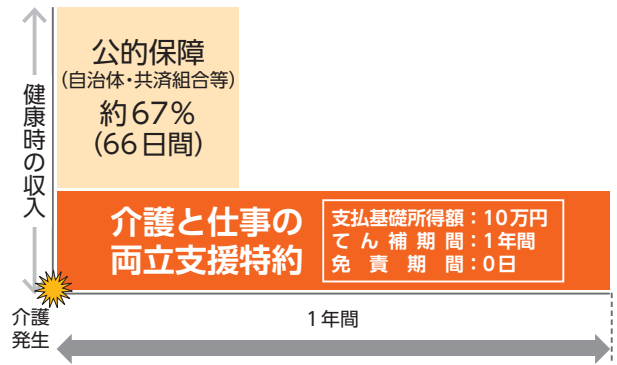 健康時の収入
公的保障
（自治体・共済組合等）
約67％
（66日間）
介護と仕事の
両立支援特約
支払基礎所得額：10万円
てん補期間：1年間
免責期間：0日
介護
発生
1年間